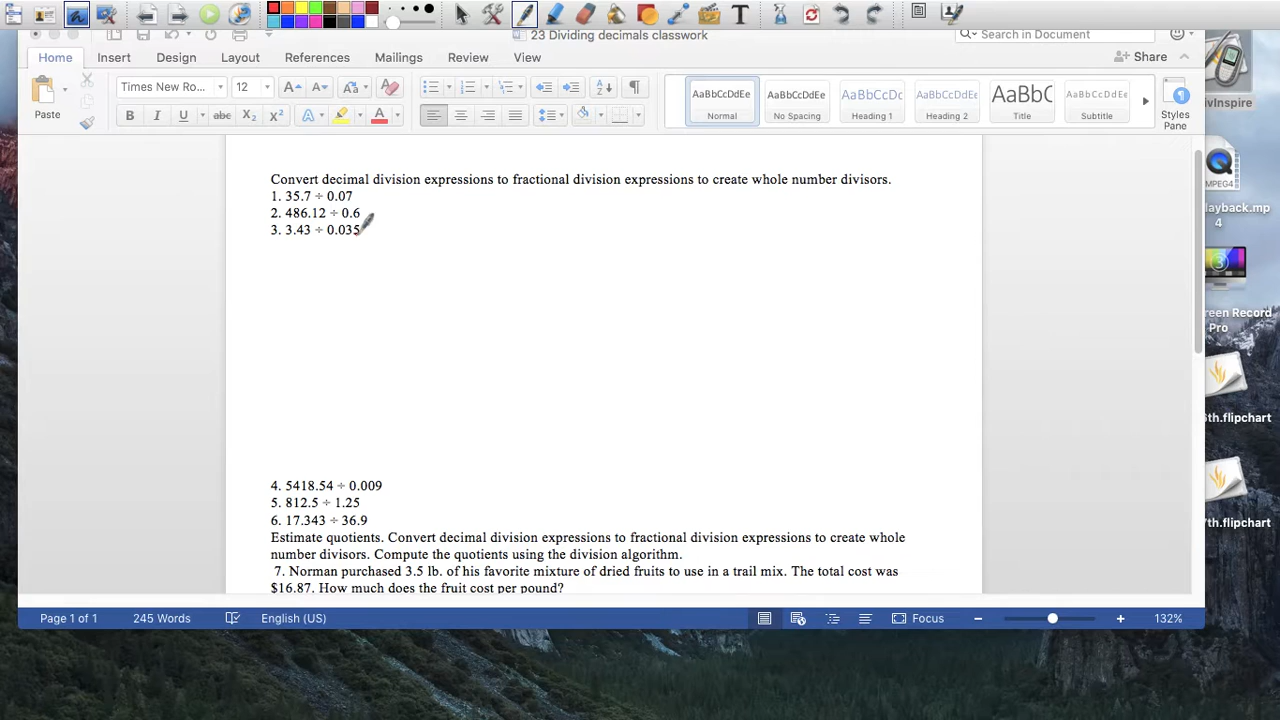 23 Dividing decimals classwork
Search in Document
Home Insert Design Layout References Mailings Review View
Share
Paste
Times New Ro...
12
AaBbCcDdEe
AaBbCcDdEe
AaBbCcDc
AaBbCcDdEe
AaBbC
AaBbCcDdEe
Normal
No Spacing
Heading 1
Heading 2
Title
Subtitle
Styles
Pane
Convert decimal division expressions to fractional division expressions to create whole number divisors.
1. 35.7 ÷ 0.07
2. 486.12 ÷ 0.6
3. 3.43 ÷ 0.035
4. 5418.54 ÷ 0.009
5. 812.5 ÷ 1.25
6. 17.343 ÷ 36.9
Estimate quotients. Convert decimal division expressions to fractional division expressions to create whole
number divisors. Compute the quotients using the division algorithm.
7. Norman purchased 3.5 lb. of his favorite mixture of dried fruits to use in a trail mix. The total cost was
$16.87. How much does the fruit cost per pound?
Page 1 of 1
245 Words
English (US)
Focus
132%
ivInspire
MPEG4
layback.mp
4
reen Record
Pro
6th.flipchart
7th.flipchart